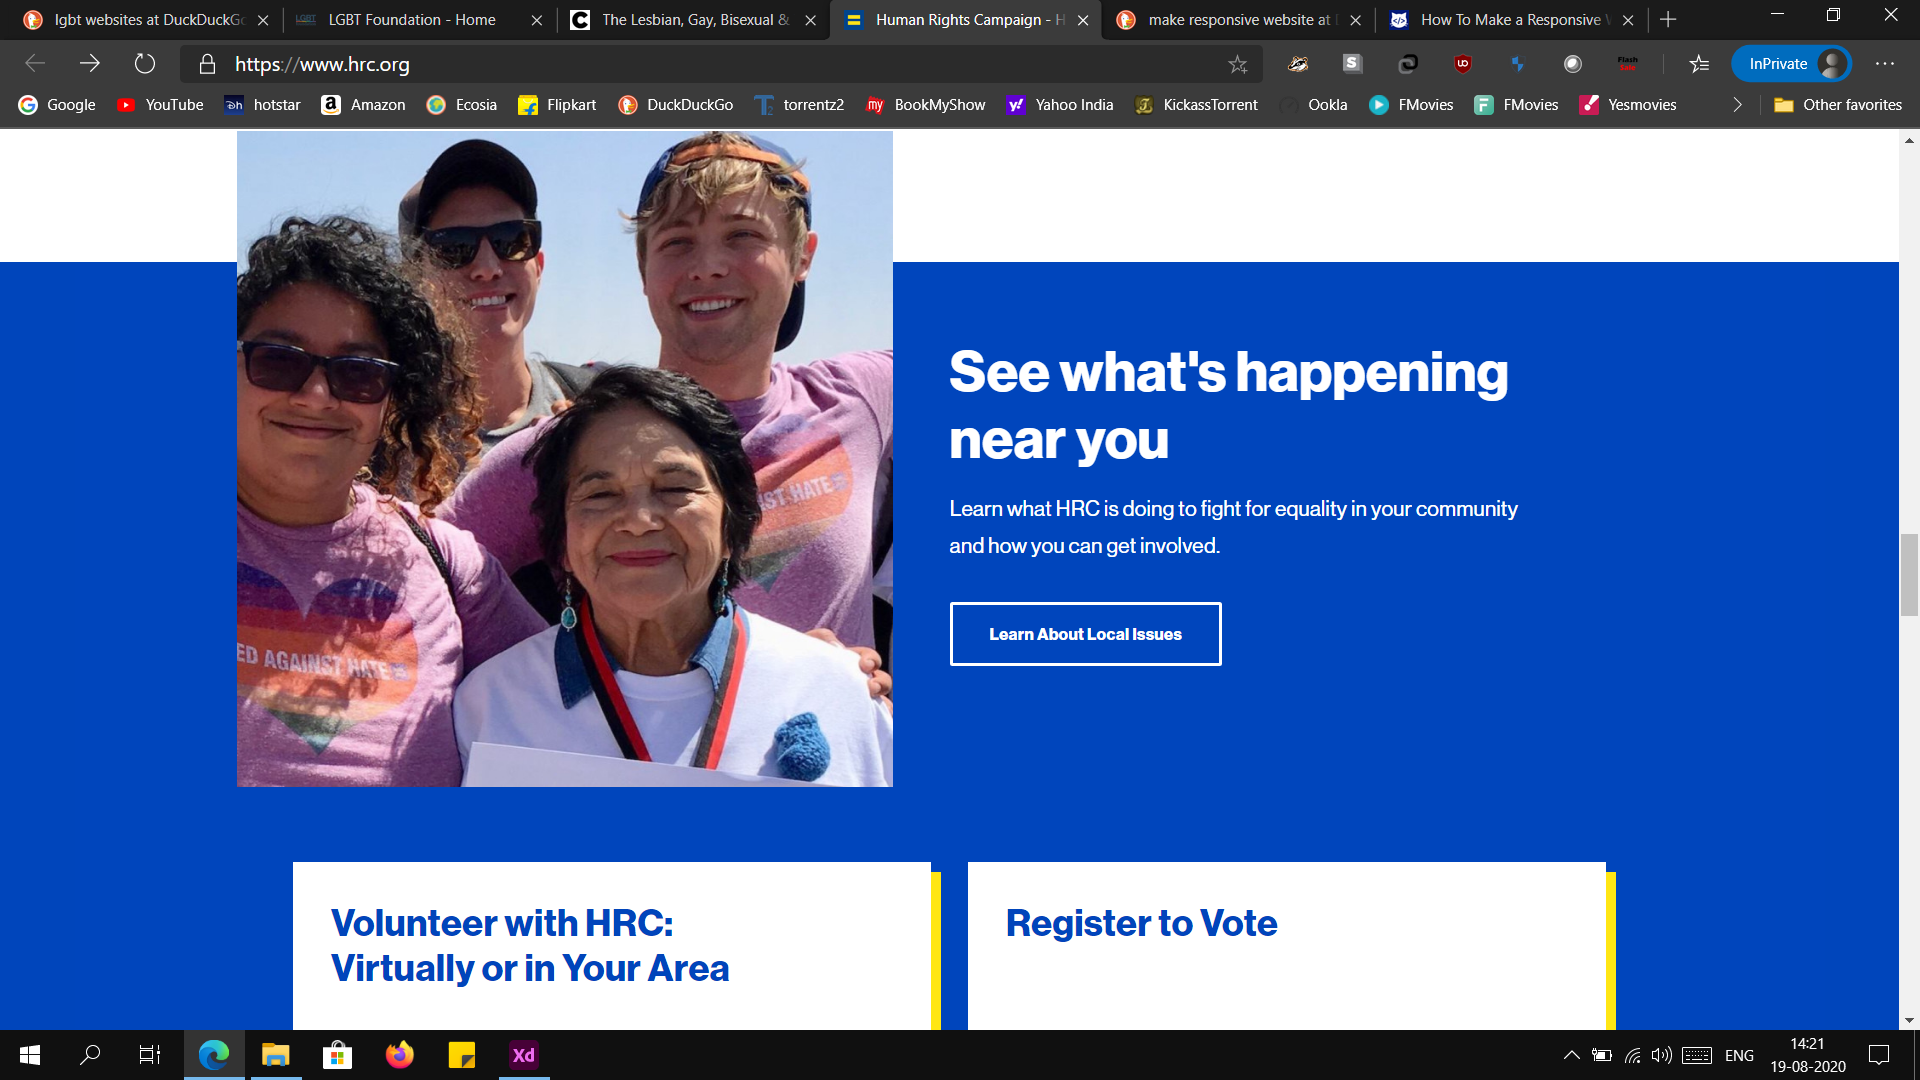 lgbt websites at DuckDuckGo
LGBT Foundation - Home
The Lesbian, Gay, Bisexual &
Human Rights Campaign - H
make responsive website at D
How To Make a Responsive W
https://www.hrc.org
InPrivate
Google
YouTube
hotstar
Amazon
Ecosia
Flipkart
DuckDuckGo
torrentz2
BookMyShow
Yahoo India
KickassTorrent
Ookla
FMovies
FMovies
Yesmovies
Other favorites
See what's happening
near you
Learn what HRC is doing to fight for equality in your community
and how you can get involved.
Learn About Local Issues
ED AGAINST HATE
ST HATE
Volunteer with HRC:
Virtually or in Your Area
Register to Vote
Xd
ENG
14:21
19-08-2020